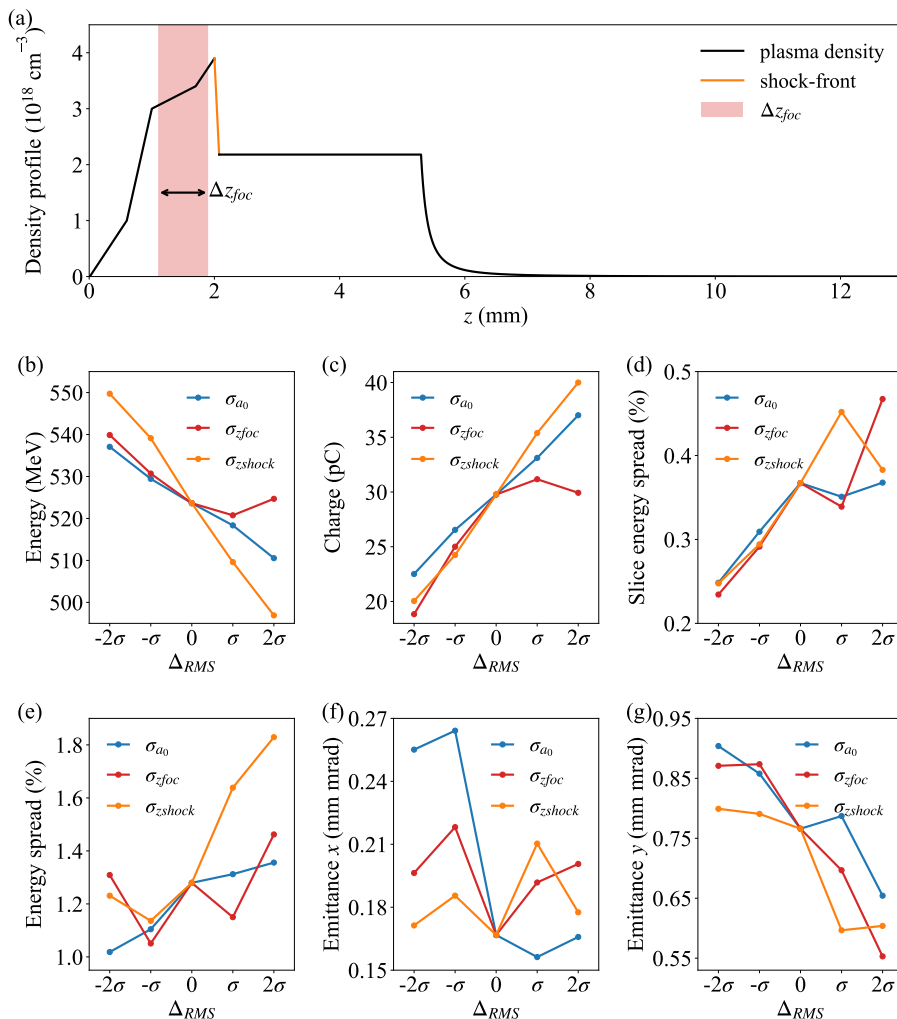 (a)
Density profile (10^18 cm^-3)
4
3
2
1
0
plasma density
shock-front
Δz_foc
Δz_foc
0 2 4 6 8 10 12
z (mm)
(b)
Energy (MeV)
550
540
530
520
510
500
σ_a0
σ_zfoc
σ_zshock
-2σ -σ 0 σ 2σ
Δ_RMS
(c)
Charge (pC)
40
35
30
25
20
σ_a0
σ_zfoc
σ_zshock
-2σ -σ 0 σ 2σ
Δ_RMS
(d)
Slice energy spread (%)
0.5
0.4
0.3
0.2
σ_a0
σ_zfoc
σ_zshock
-2σ -σ 0 σ 2σ
Δ_RMS
(e)
Energy spread (%)
1.8
1.6
1.4
1.2
1.0
σ_a0
σ_zfoc
σ_zshock
-2σ -σ 0 σ 2σ
Δ_RMS
(f)
Emittance x (mm mrad)
0.27
0.24
0.21
0.18
0.15
σ_a0
σ_zfoc
σ_zshock
-2σ -σ 0 σ 2σ
Δ_RMS
(g)
Emittance y (mm mrad)
0.95
0.85
0.75
0.65
0.55
σ_a0
σ_zfoc
σ_zshock
-2σ -σ 0 σ 2σ
Δ_RMS